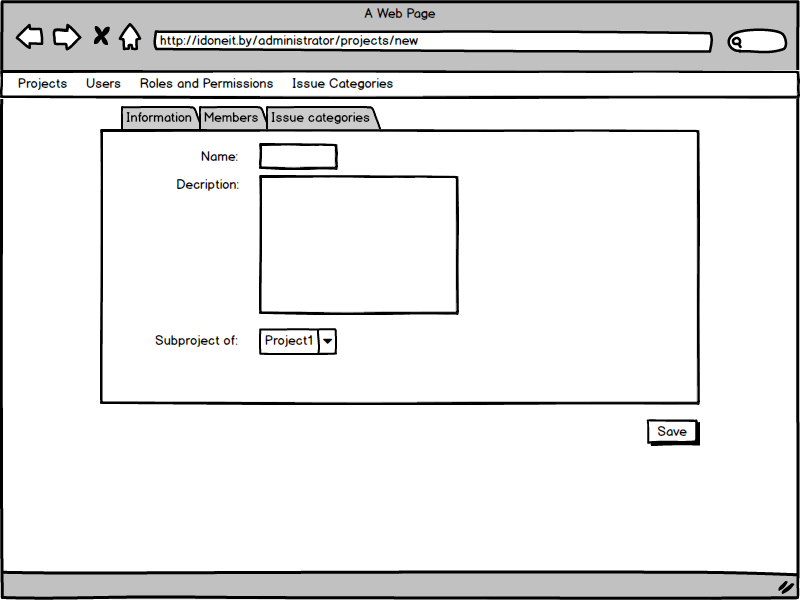 A Web Page
http://idoneit.by/administrator/projects/new
Projects Users Roles and Permissions Issue Categories
Information Members Issue categories
Name:
Decription:
Subproject of: Project1
Save